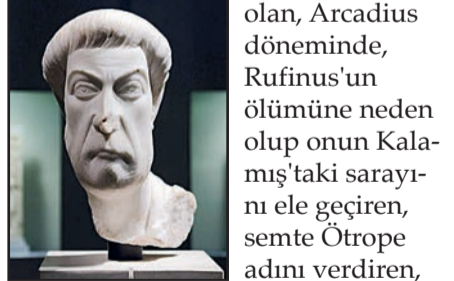 olan, Arcadius
döneminde,
Rufinus'un
ölümüne neden
olup onun Kala-
mış'taki sarayı-
nı ele geçiren,
semte Ötrope
adını verdiren,